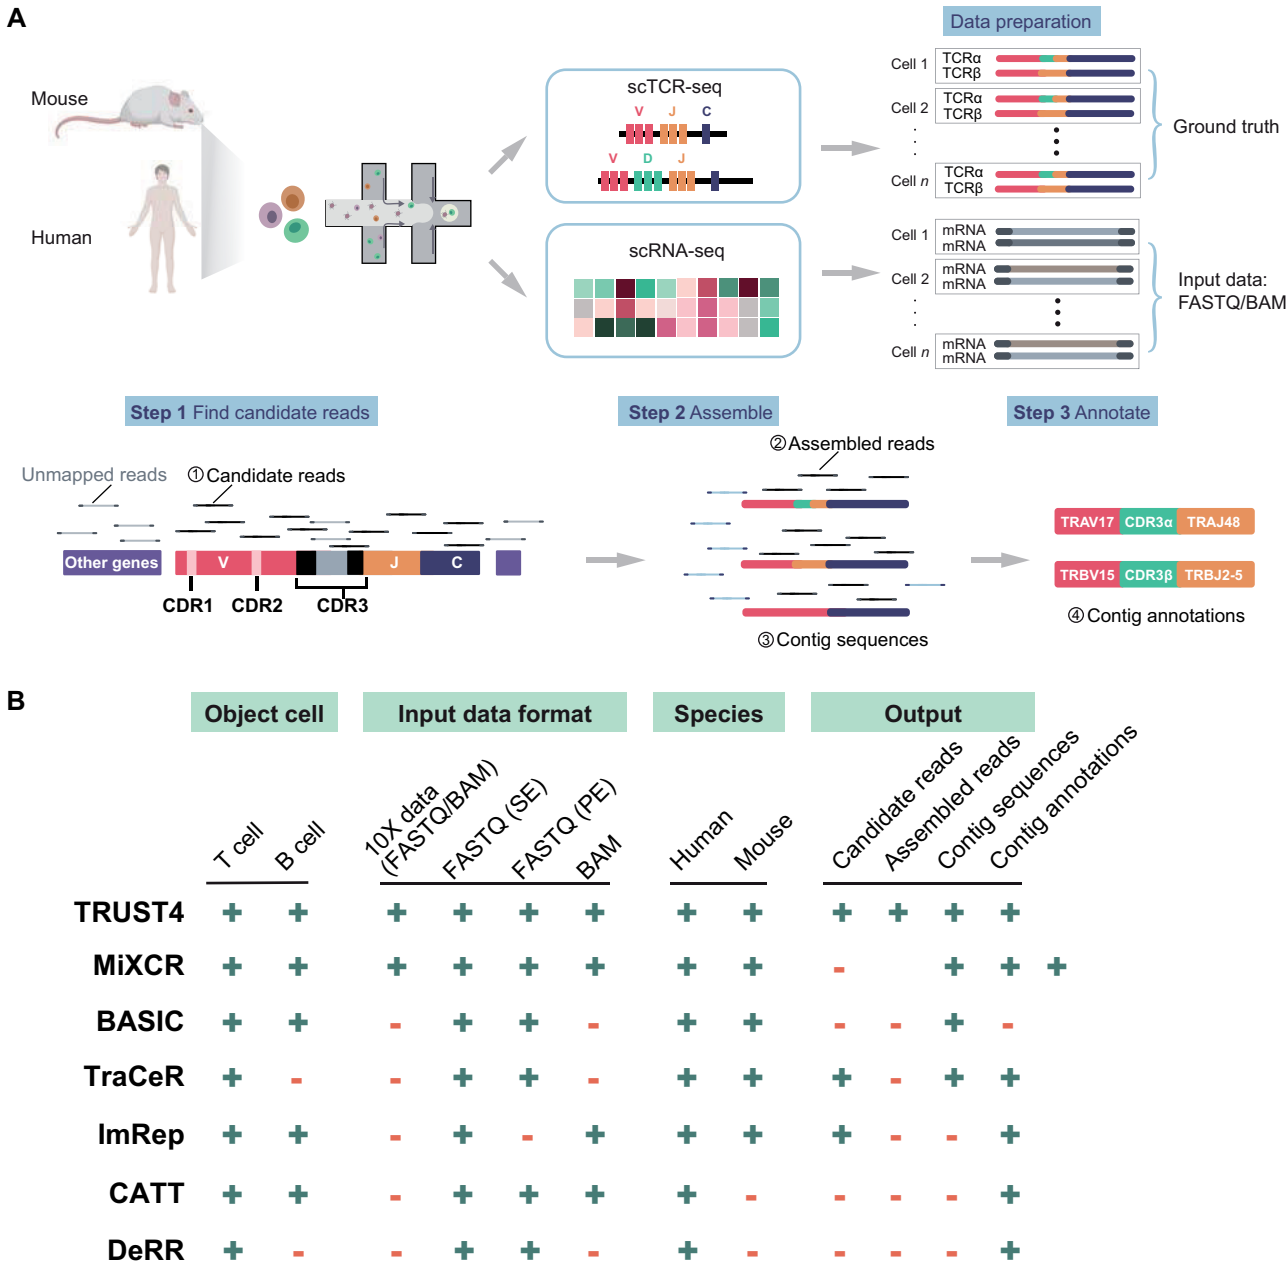 A
Data preparation
Mouse
Human
scTCR-seq
V J C
V D J
scRNA-seq
Cell 1 TCRα
TCRβ
Cell 2 TCRα
TCRβ
Cell n TCRα
TCRβ
Ground truth
Cell 1 mRNA
mRNA
Cell 2 mRNA
mRNA
Cell n mRNA
mRNA
Input data:
FASTQ/BAM
Step 1 Find candidate reads
Step 2 Assemble
Step 3 Annotate
Unmapped reads
①Candidate reads
Other genes
V J C
CDR1 CDR2 CDR3
②Assembled reads
③Contig sequences
TRAV17 CDR3α TRAJ48
TRBV15 CDR3β TRBJ2-5
④Contig annotations
B
Object cell Input data format Species Output
T cell
B cell
10X data
(FASTQ/BAM)
FASTQ (SE)
FASTQ (PE)
BAM
Human
Mouse
Candidate reads
Assembled reads
Contig sequences
Contig annotations
TRUST4 + + + + + + + + + + + +
MiXCR + + + + + + + + - + + +
BASIC + + - + + - + + - - + -
TraCeR + - - + + - + + + - + +
ImRep + + - + - + + + + - - +
CATT + + - + + + + - - - - +
DeRR + - - + + - + - - - - +